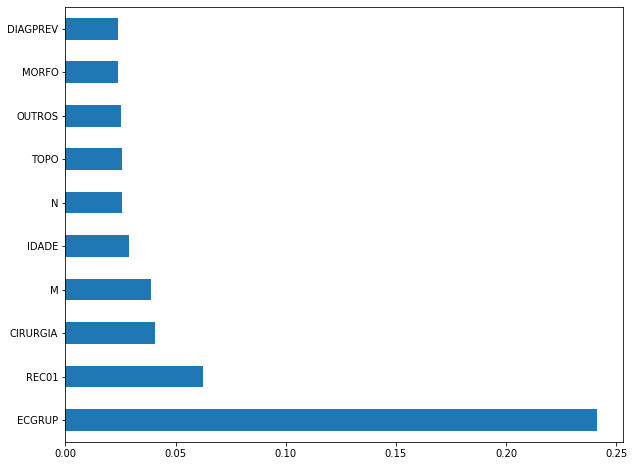 DIAGPREV
MORFO
OUTROS
TOPO
N
IDADE
M
CIRURGIA
REC01
ECGRUP
0.00 0.05 0.10 0.15 0.20 0.25